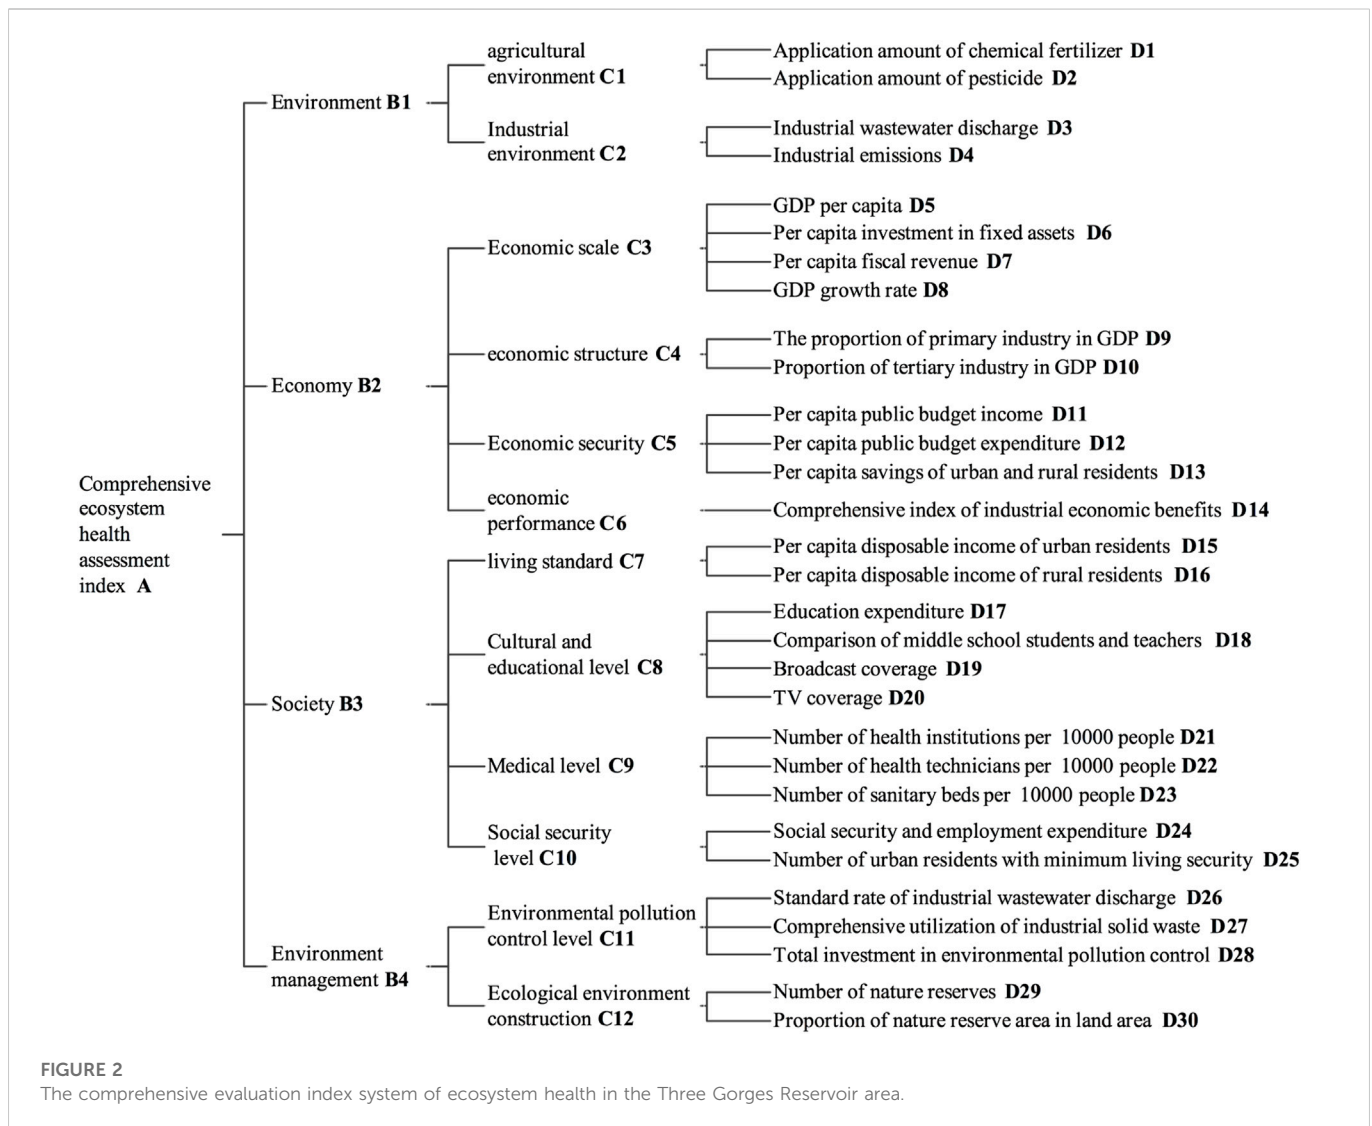 agricultural
environment C1
Application amount of chemical fertilizer D1
Application amount of pesticide D2
Environment B1
Industrial
environment C2
Industrial wastewater discharge D3
Industrial emissions D4
Economic scale C3
GDP per capita D5
Per capita investment in fixed assets D6
Per capita fiscal revenue D7
GDP growth rate D8
economic structure C4
The proportion of primary industry in GDP D9
Proportion of tertiary industry in GDP D10
Economy B2
Economic security C5
Per capita public budget income D11
Per capita public budget expenditure D12
Per capita savings of urban and rural residents D13
economic
performance C6
Comprehensive index of industrial economic benefits D14
Comprehensive
ecosystem
health
assessment
index A
living standard C7
Per capita disposable income of urban residents D15
Per capita disposable income of rural residents D16
Cultural and
educational level C8
Education expenditure D17
Comparison of middle school students and teachers D18
Broadcast coverage D19
TV coverage D20
Society B3
Medical level C9
Number of health institutions per 10000 people D21
Number of health technicians per 10000 people D22
Number of sanitary beds per 10000 people D23
Social security
level C10
Social security and employment expenditure D24
Number of urban residents with minimum living security D25
Environmental pollution
control level C11
Standard rate of industrial wastewater discharge D26
Comprehensive utilization of industrial solid waste D27
Total investment in environmental pollution control D28
Environment
management B4
Ecological environment
construction C12
Number of nature reserves D29
Proportion of nature reserve area in land area D30
FIGURE 2
The comprehensive evaluation index system of ecosystem health in the Three Gorges Reservoir area.